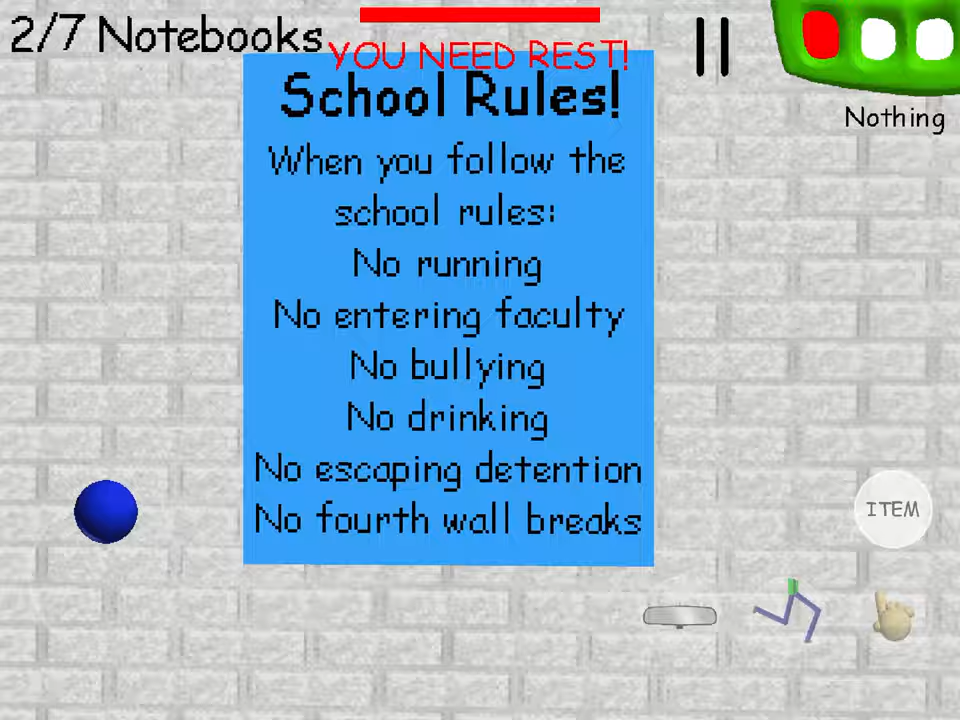 2/7 Notebooks
YOU NEED REST!
Nothing
School Rules!
When you follow the
school rules:
No running
No entering faculty
No bullying
No drinking
No escaping detention
No fourth wall breaks
ITEM